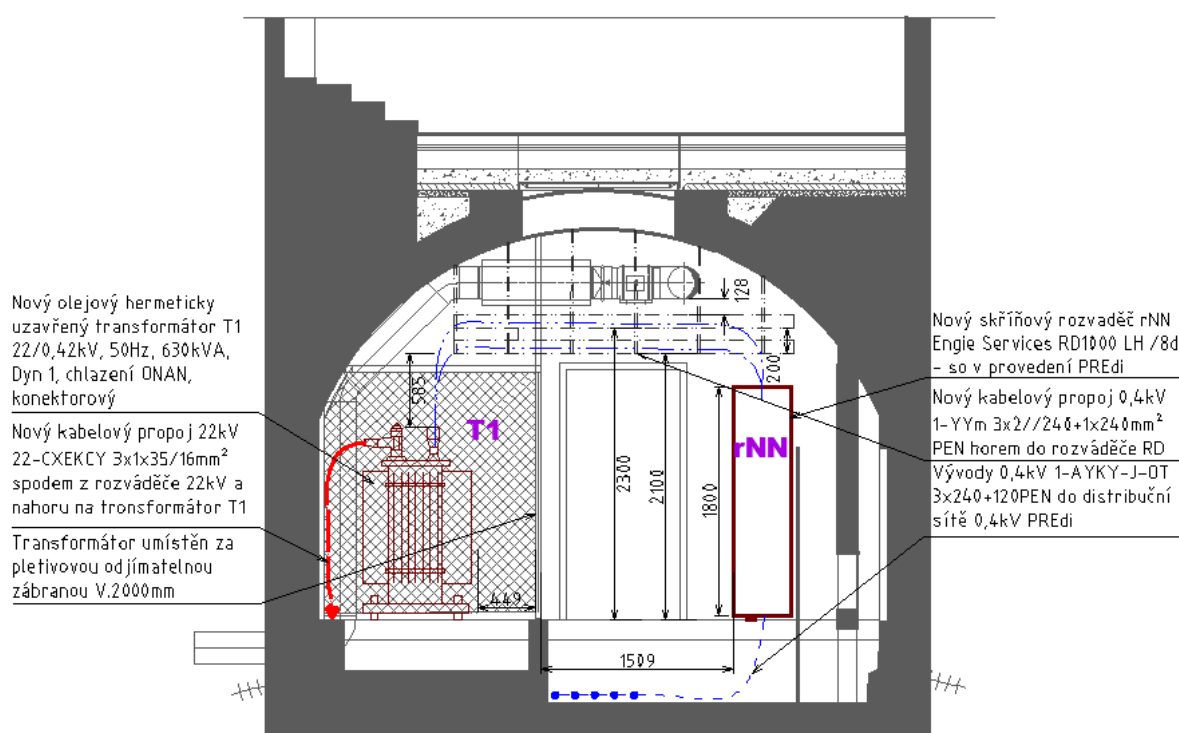 Nový olejový hermeticky
uzavřený transformátor T1
22/0,42kV, 50Hz, 630kVA,
Dyn 1, chlazení ONAN,
konektorový
Nový kabelový propoj 22kV
22-CXEKCY 3x1x35/16mm²
spodem z rozváděče 22kV a
nahoru na tronsformátor T1
Transformátor umístěn za
pletivovou odjímatelnou
zábranou V.2000mm
T1
rNN
585
449
2300
2100
1800
1509
128
200
Nový skříňový rozvaděč rNN
Engie Services RD1000 LH /8d
- so v provedení PREdi
Nový kabelový propoj 0,4kV
1-YYm 3x2//240+1x240mm²
PEN horem do rozváděče RD
Vývody 0,4kV 1-AYKY-J-OT
3x240+120PEN do distribuční
sítě 0,4kV PREdi